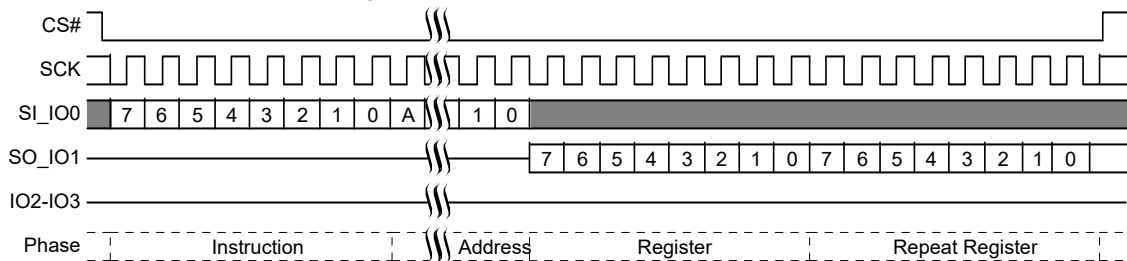 CS#
SCK
SI_IO0 7 6 5 4 3 2 1 0 A 1 0
SO_IO1 7 6 5 4 3 2 1 0 7 6 5 4 3 2 1 0
IO2-IO3
Phase Instruction Address Register Repeat Register